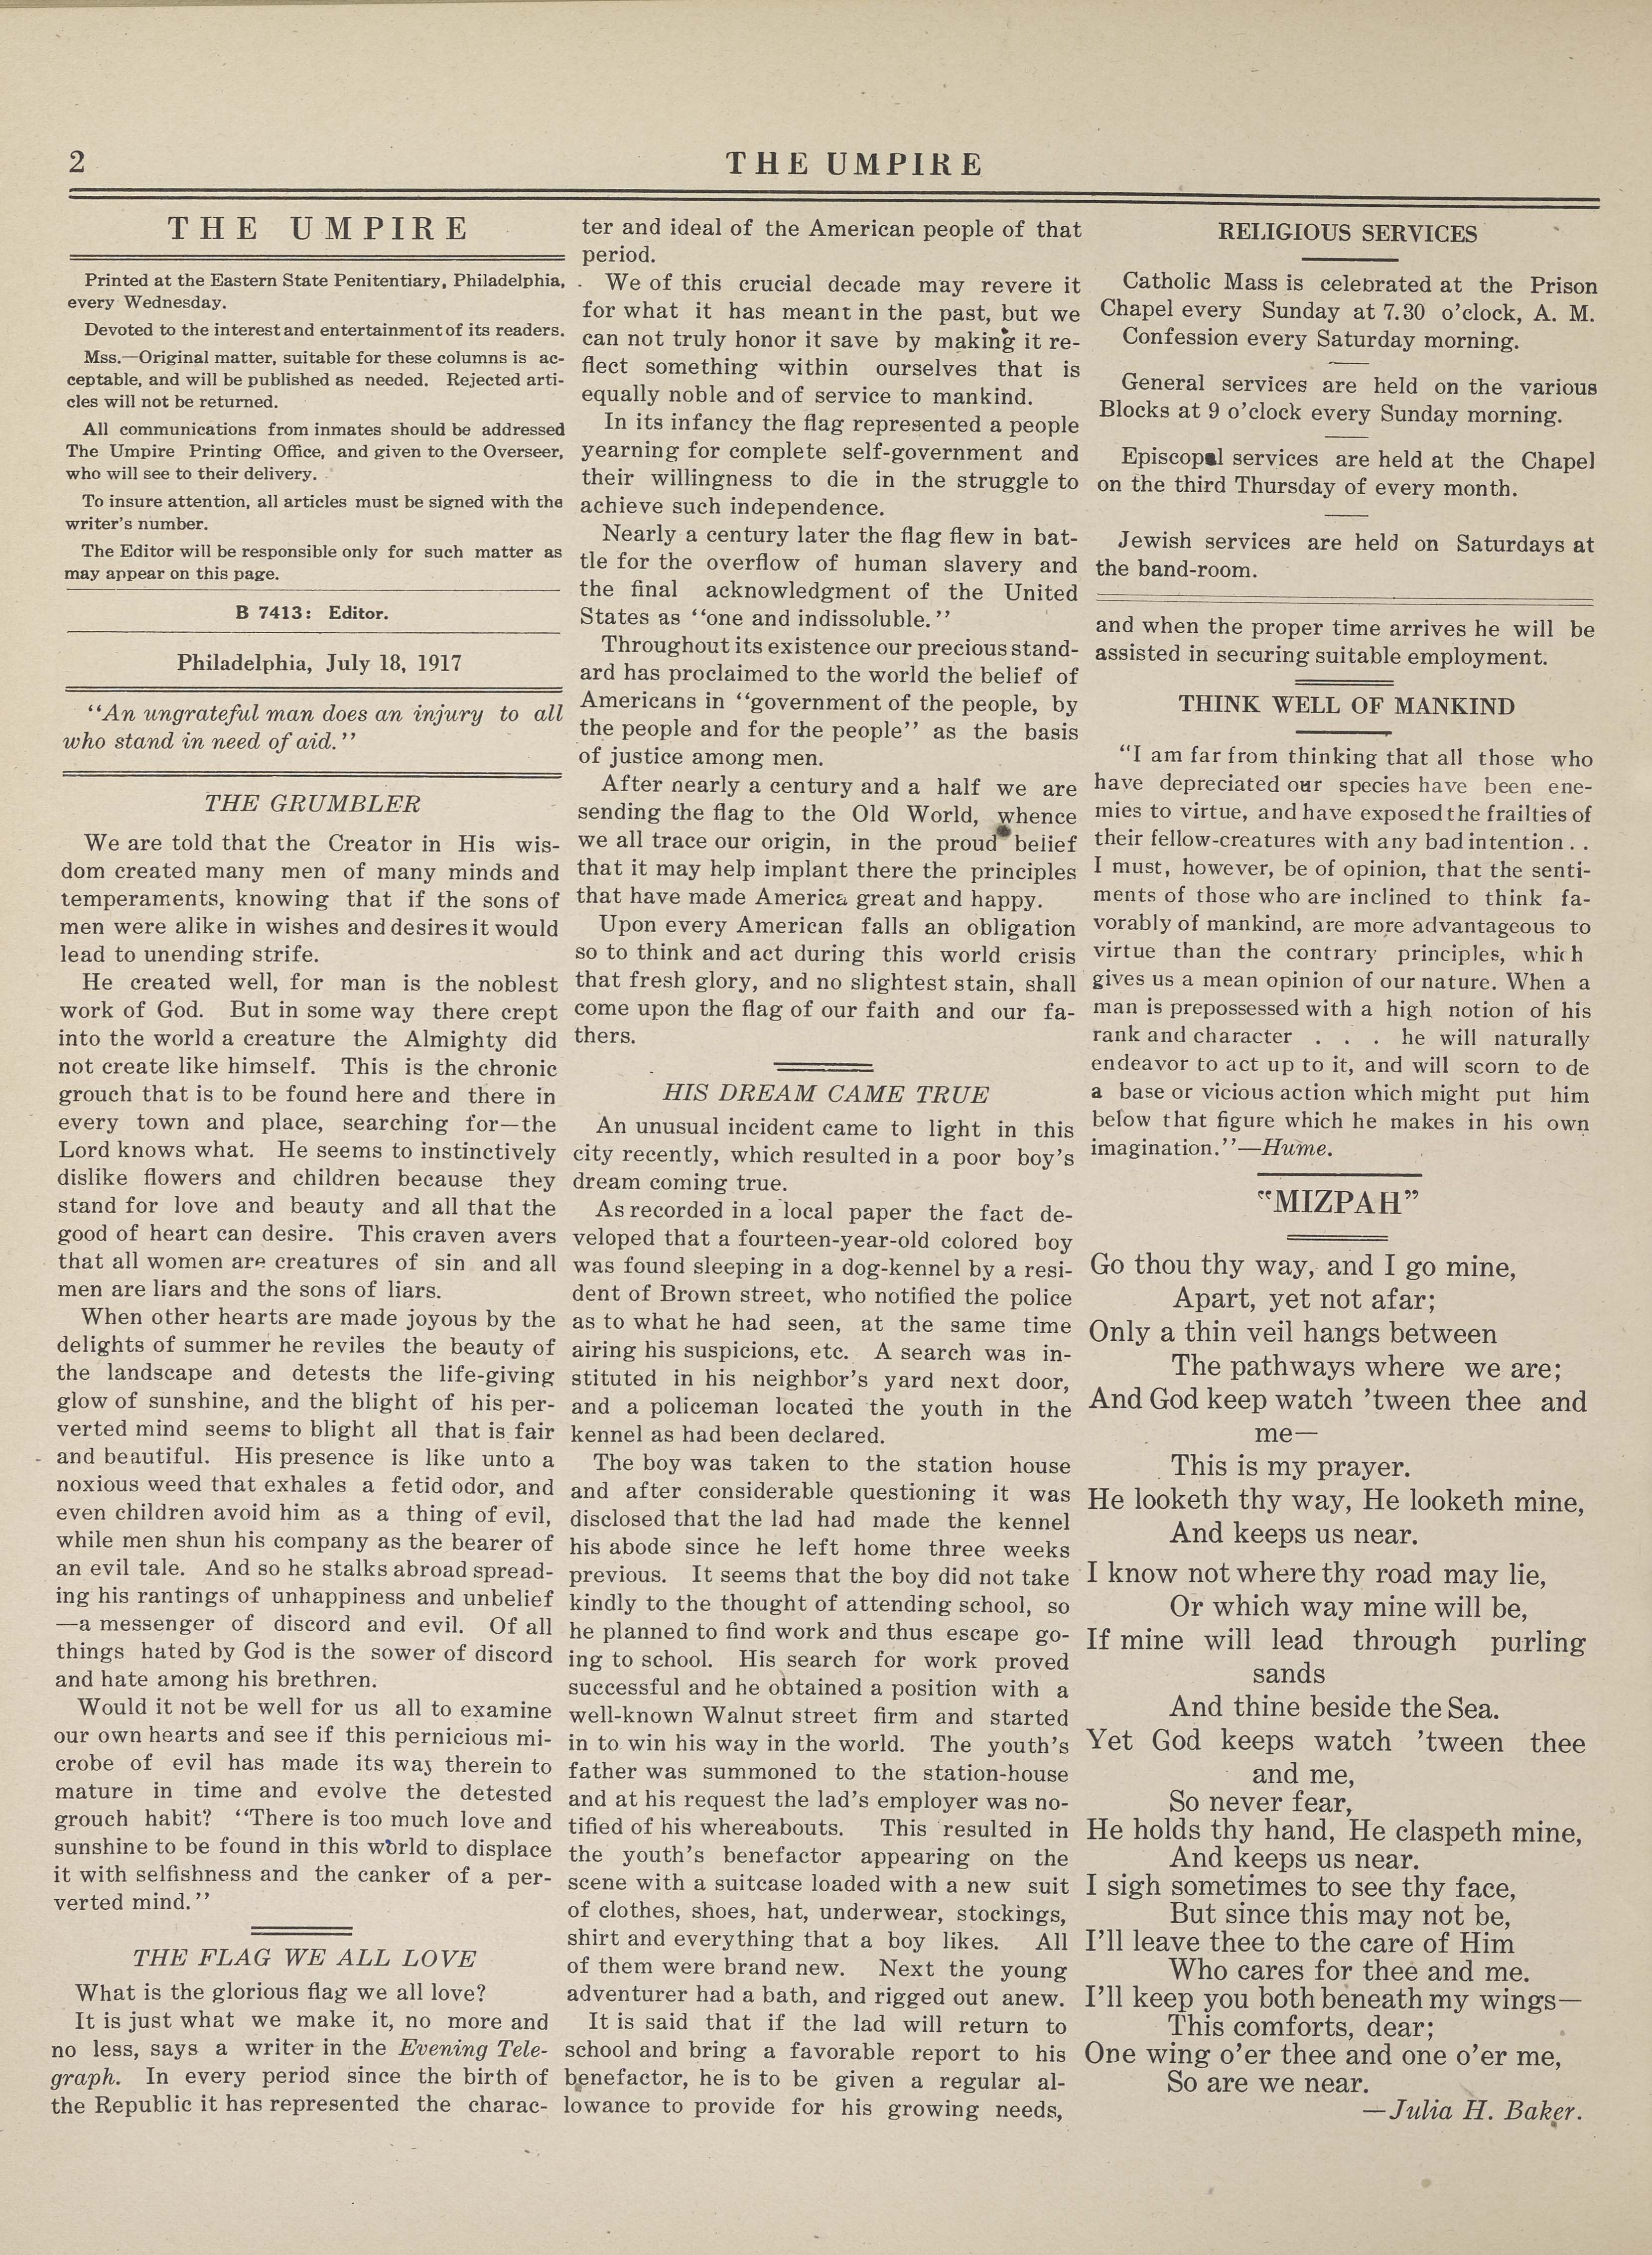 2
THE UMPIRE
THE UMPIRE
Printed at the Eastern State Penitentiary, Philadelphia,
every Wednesday.
Devoted to the interest and entertainment of its readers.
Mss.—Original matter, suitable for these columns is ac-
ceptable, and will be published as needed. Rejected arti-
cles will not be returned.
All communications from inmates should be addressed
The Umpire Printing Office, and given to the Overseer,
who will see to their delivery.
To insure attention, all articles must be signed with the
writer's number.
The Editor will be responsible only for such matter as
may appear on this page.
B 7413: Editor.
Philadelphia, July 18, 1917
"An ungrateful man does an injury to all
who stand in need of aid."
THE GRUMBLER
We are told that the Creator in His wis-
dom created many men of many minds and
temperaments, knowing that if the sons of
men were alike in wishes and desires it would
lead to unending strife.
He created well, for man is the noblest
work of God. But in some way there crept
into the world a creature the Almighty did
not create like himself. This is the chronic
grouch that is to be found here and there in
every town and place, searching for—the
Lord knows what. He seems to instinctively
dislike flowers and children because they
stand for love and beauty and all that the
good of heart can desire. This craven avers
that all women are creatures of sin and all
men are liars and the sons of liars.
When other hearts are made joyous by the
delights of summer he reviles the beauty of
the landscape and detests the life-giving
glow of sunshine, and the blight of his per-
verted mind seems to blight all that is fair
and beautiful. His presence is like unto a
noxious weed that exhales a fetid odor, and
even children avoid him as a thing of evil,
while men shun his company as the bearer of
an evil tale. And so he stalks abroad spread-
ing his rantings of unhappiness and unbelief
—a messenger of discord and evil. Of all
things hated by God is the sower of discord
and hate among his brethren.
Would it not be well for us all to examine
our own hearts and see if this pernicious mi-
crobe of evil has made its way therein to
mature in time and evolve the detested
grouch habit? "There is too much love and
sunshine to be found in this world to displace
it with selfishness and the canker of a per-
verted mind."
THE FLAG WE ALL LOVE
What is the glorious flag we all love?
It is just what we make it, no more and
no less, says a writer in the Evening Tele-
graph. In every period since the birth of
the Republic it has represented the charac-
ter and ideal of the American people of that
period.
We of this crucial decade may revere it
for what it has meant in the past, but we
can not truly honor it save by making it re-
flect something within ourselves that is
equally noble and of service to mankind.
In its infancy the flag represented a people
yearning for complete self-government and
their willingness to die in the struggle to
achieve such independence.
Nearly a century later the flag flew in bat-
tle for the overflow of human slavery and
the final acknowledgment of the United
States as "one and indissoluble."
Throughout its existence our precious stand-
ard has proclaimed to the world the belief of
Americans in "government of the people, by
the people and for the people" as the basis
of justice among men.
After nearly a century and a half we are
sending the flag to the Old World, whence
we all trace our origin, in the proud belief
that it may help implant there the principles
that have made America great and happy.
Upon every American falls an obligation
so to think and act during this world crisis
that fresh glory, and no slightest stain, shall
come upon the flag of our faith and our fa-
thers.
HIS DREAM CAME TRUE
An unusual incident came to light in this
city recently, which resulted in a poor boy's
dream coming true.
As recorded in a local paper the fact de-
veloped that a fourteen-year-old colored boy
was found sleeping in a dog-kennel by a resi-
dent of Brown street, who notified the police
as to what he had seen, at the same time
airing his suspicions, etc. A search was in-
stituted in his neighbor's yard next door,
and a policeman located the youth in the
kennel as had been declared.
The boy was taken to the station house
and after considerable questioning it was
disclosed that the lad had made the kennel
his abode since he left home three weeks
previous. It seems that the boy did not take
kindly to the thought of attending school, so
he planned to find work and thus escape go-
ing to school. His search for work proved
successful and he obtained a position with a
well-known Walnut street firm and started
in to win his way in the world. The youth's
father was summoned to the station-house
and at his request the lad's employer was no-
tified of his whereabouts. This resulted in
the youth's benefactor appearing on the
scene with a suitcase loaded with a new suit
of clothes, shoes, hat, underwear, stockings,
shirt and everything that a boy likes. All
of them were brand new. Next the young
adventurer had a bath, and rigged out anew.
It is said that if the lad will return to
school and bring a favorable report to his
benefactor, he is to be given a regular al-
lowance to provide for his growing needs,
RELIGIOUS SERVICES
Catholic Mass is celebrated at the Prison
Chapel every Sunday at 7.30 o'clock, A. M.
Confession every Saturday morning.
General services are held on the various
Blocks at 9 o'clock every Sunday morning.
Episcopal services are held at the Chapel
on the third Thursday of every month.
Jewish services are held on Saturdays at
the band-room.
and when the proper time arrives he will be
assisted in securing suitable employment.
THINK WELL OF MANKIND
"I am far from thinking that all those who
have depreciated our species have been ene-
mies to virtue, and have exposed the frailties of
their fellow-creatures with any bad intention . .
I must, however, be of opinion, that the senti-
ments of those who are inclined to think fa-
vorably of mankind, are more advantageous to
virtue than the contrary principles, which
gives us a mean opinion of our nature. When a
man is prepossessed with a high notion of his
rank and character . . . he will naturally
endeavor to act up to it, and will scorn to de
a base or vicious action which might put him
below that figure which he makes in his own
imagination."—Hume.
"MIZPAH"
Go thou thy way, and I go mine,
Apart, yet not afar;
Only a thin veil hangs between
The pathways where we are;
And God keep watch 'tween thee and
me—
This is my prayer.
He looketh thy way, He looketh mine,
And keeps us near.
I know not where thy road may lie,
Or which way mine will be,
If mine will lead through purling
sands
And thine beside the Sea.
Yet God keeps watch 'tween thee
and me,
So never fear,
He holds thy hand, He claspeth mine,
And keeps us near.
I sigh sometimes to see thy face,
But since this may not be,
I'll leave thee to the care of Him
Who cares for thee and me.
I'll keep you both beneath my wings—
This comforts, dear;
One wing o'er thee and one o'er me,
So are we near.
—Julia H. Baker.